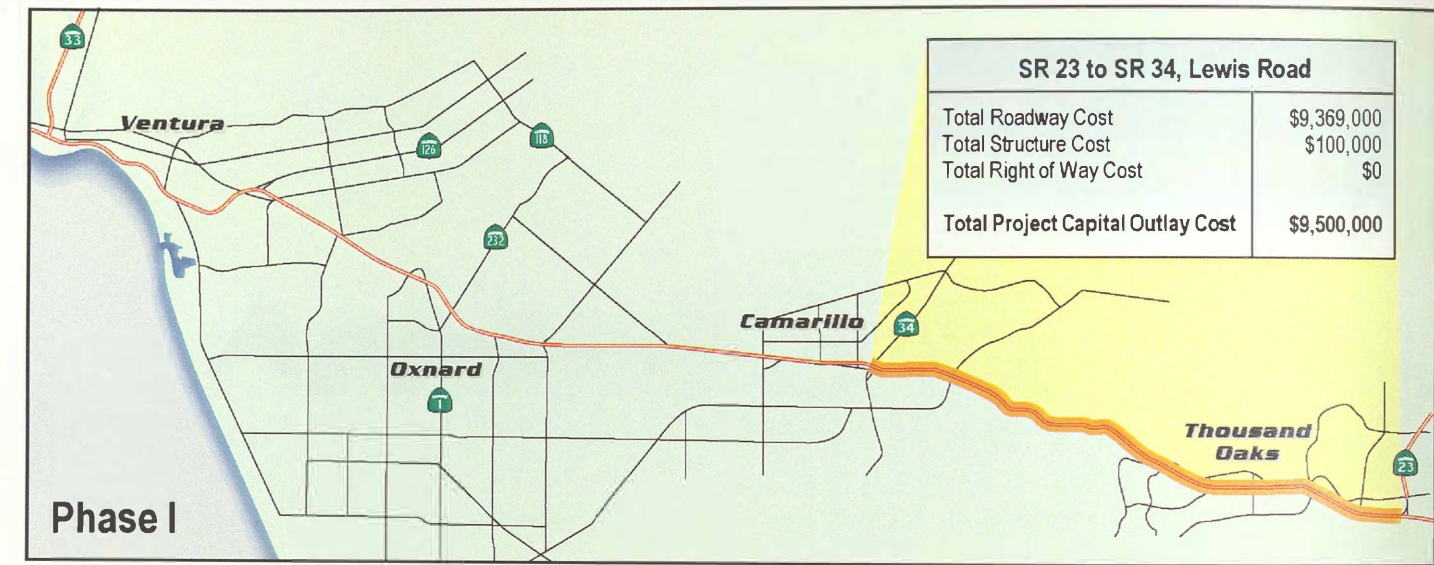 33
Ventura
126
118
232
SR 23 to SR 34, Lewis Road
Total Roadway Cost $9,369,000
Total Structure Cost $100,000
Total Right of Way Cost $0
Total Project Capital Outlay Cost $9,500,000
Camarillo
34
Oxnard
1
Thousand
Oaks
23
Phase I